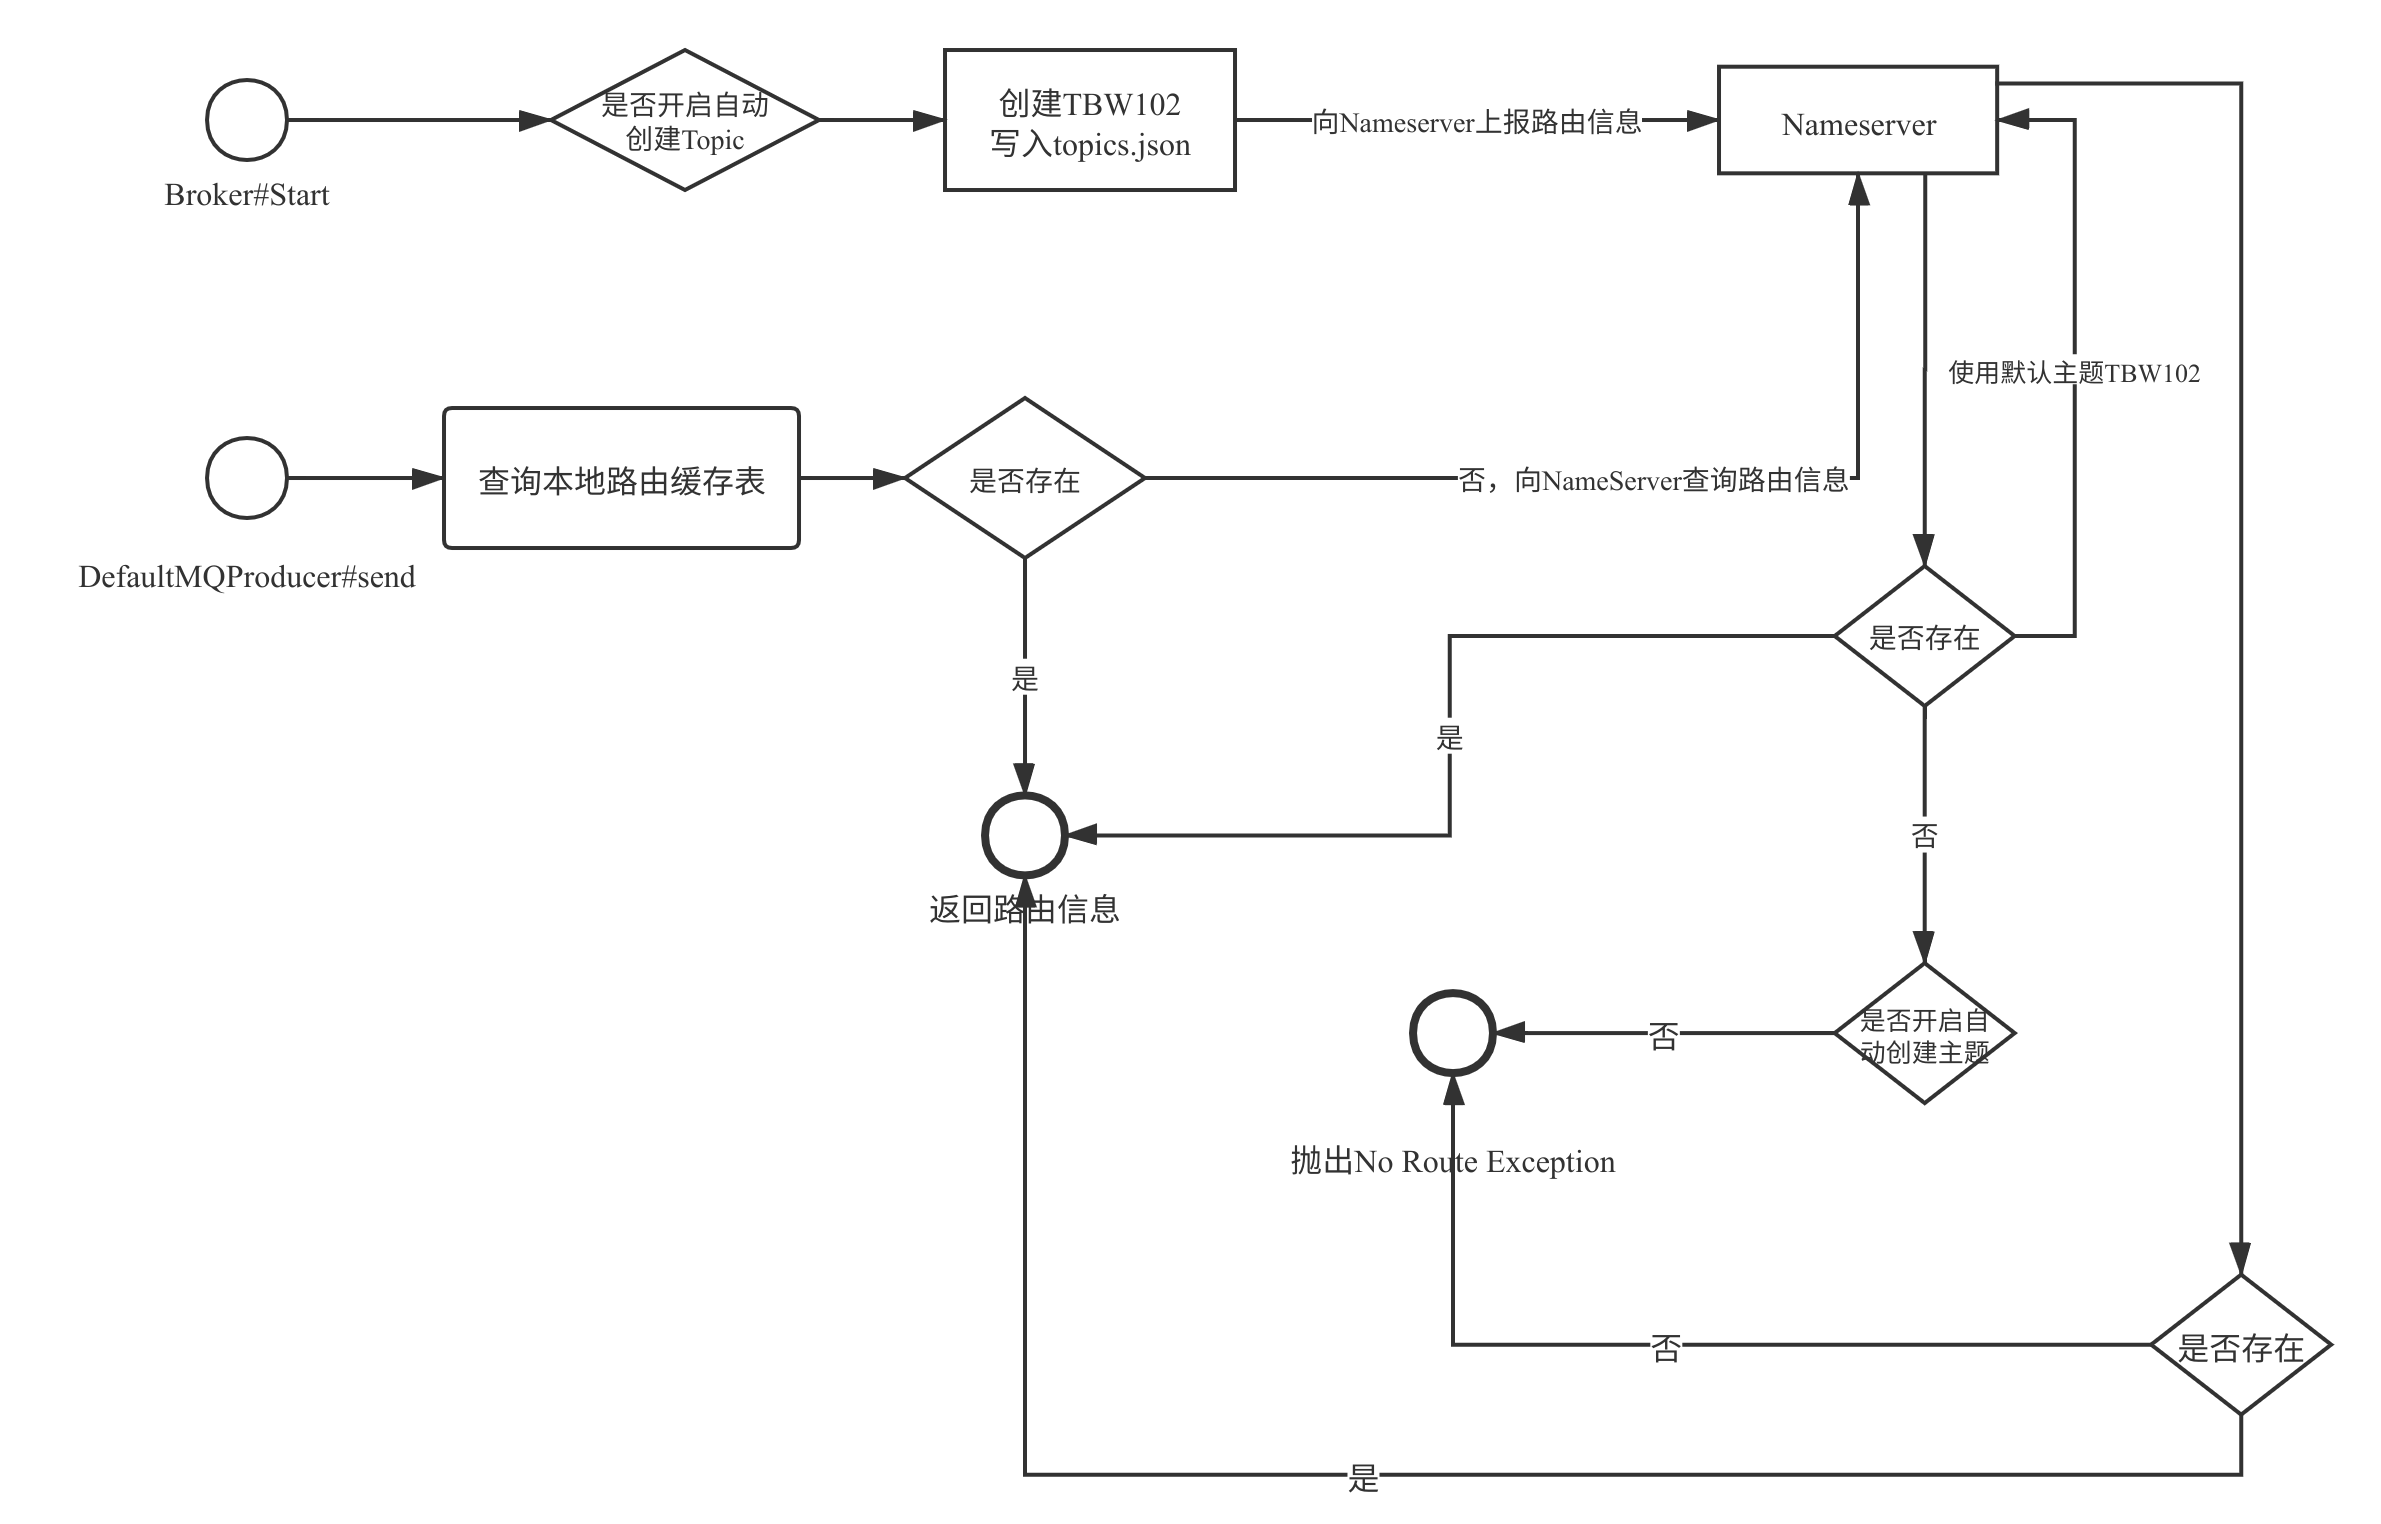 是否开启自动
创建Topic
创建TBW102
写入topics.json
向Nameserver上报路由信息
Nameserver
Broker#Start
使用默认主题TBW102
查询本地路由缓存表
是否存在
否，向NameServer查询路由信息
DefaultMQProducer#send
是否存在
是
是
否
返回路由信息
是否开启自
动创建主题
否
抛出No Route Exception
否
是否存在
是